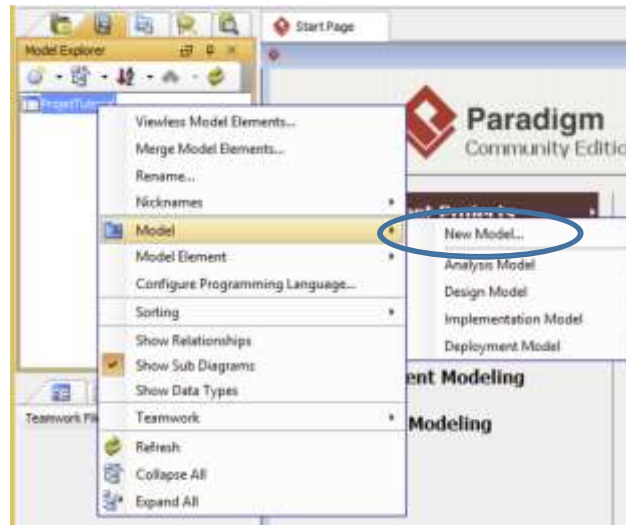 Start Page
Model Explorer
Paradigm
Community Editio
Viewless Model Elements...
Merge Model Elements...
Rename...
Nicknames
Model
New Model...
Model Element
Analysis Model
Configure Programming Language...
Design Model
Sorting
Implementation Model
Show Relationships
Deployment Model
Show Sub Diagrams
ent Modeling
Show Data Types
Teamwork
Modeling
Refresh
Collapse All
Expand All